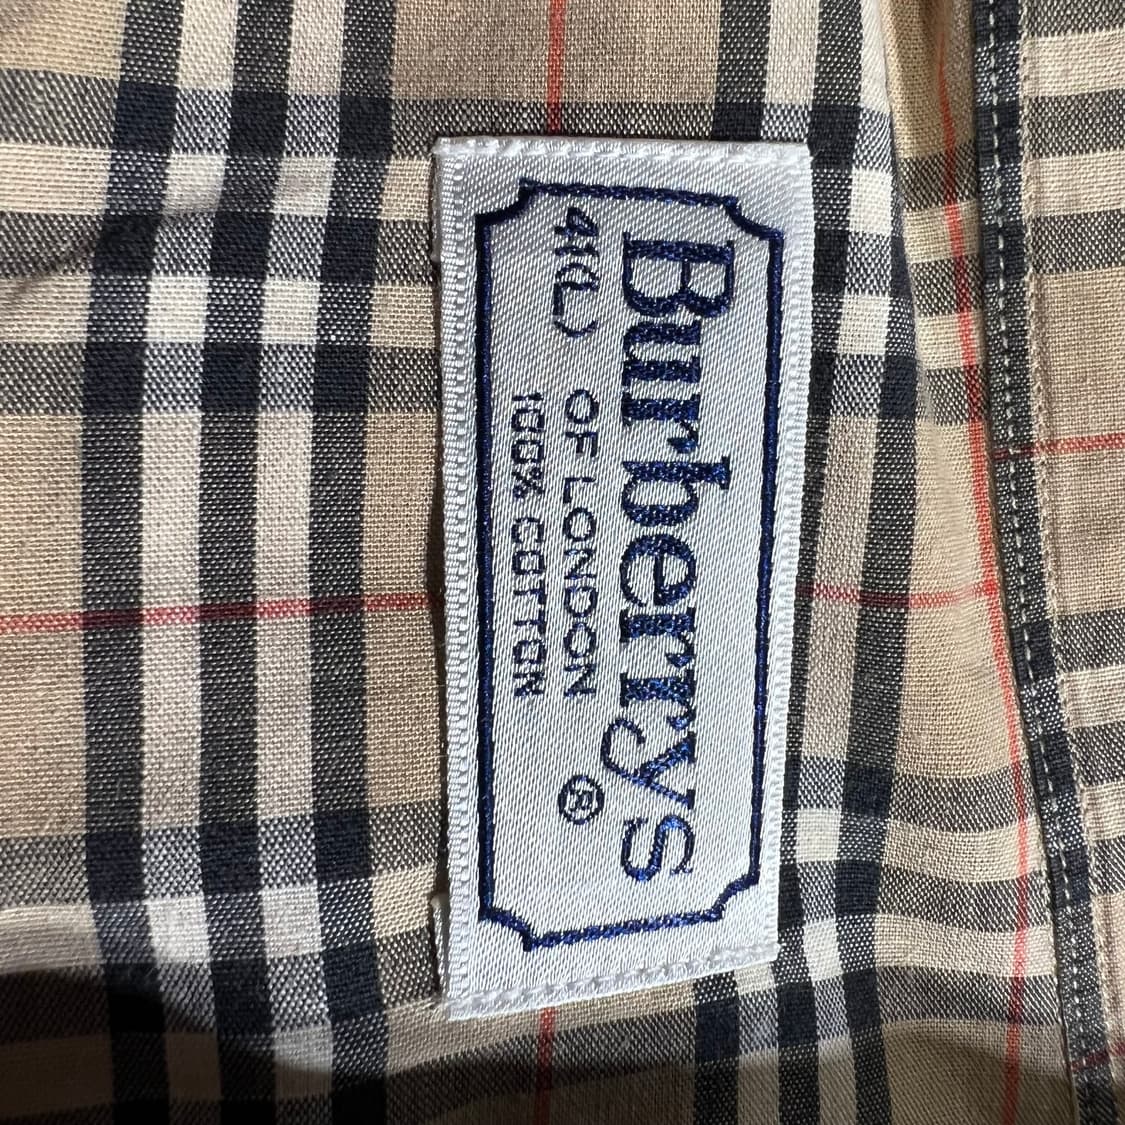 Burberrys
41(L) OF LONDON ®
100% COTTON